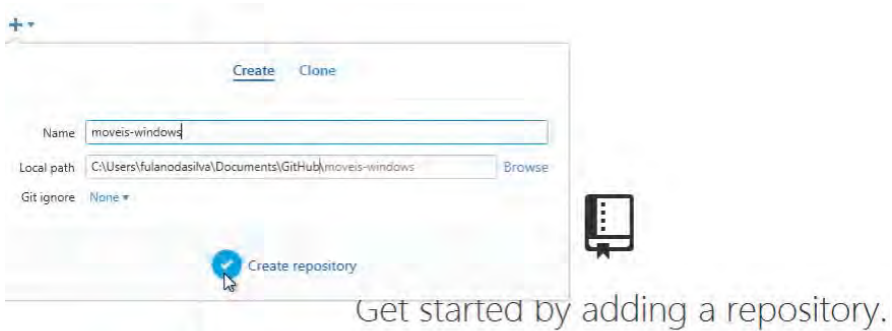 Create Clone
Name moveis-windows
Local path C:\Users\fulanodasilva\Documents\GitHub\moveis-windows Browse
Git ignore None
Create repository
Get started by adding a repository.